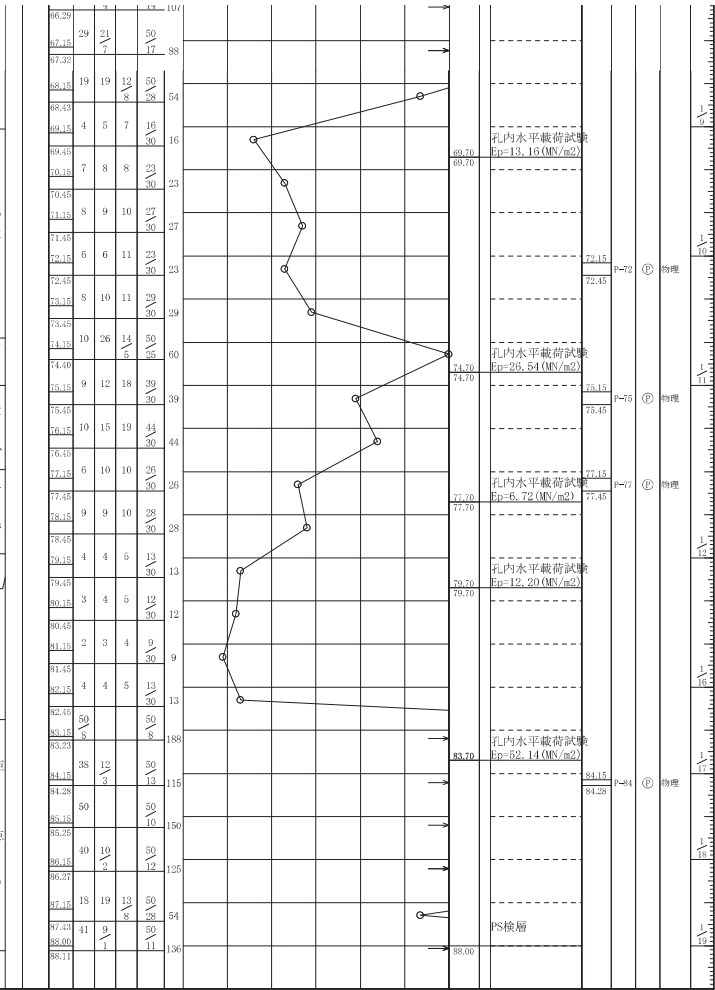 107
66.29
67.15 29 21/7 50/17 88
67.32
68.15 19 19 12/8 50/28 54
68.43
69.15 4 5 7 16/30 16
69.45
70.15 7 8 8 23/30 23
70.45
71.15 8 9 10 27/30 27
71.45
72.15 6 6 11 23/30 23
72.45
73.15 8 10 11 29/30 29
73.45
74.15 10 26 14/5 50/25 60
74.40
75.15 9 12 18 39/30 39
75.45
76.15 10 15 19 44/30 44
76.45
77.15 6 10 10 26/30 26
77.45
78.15 9 9 10 28/30 28
78.45
79.15 4 4 5 13/30 13
79.45
80.15 3 4 5 12/30 12
80.45
81.15 2 3 4 9/30 9
81.45
82.15 4 4 5 13/30 13
82.45
83.15 50/8 50/8 188
83.23
84.15 38 12/3 50/13 115
84.28
85.15 50 50/10 150
85.25
86.15 40 10/2 50/12 125
86.27
87.15 18 19 13/8 50/28 54
87.43
88.00 41 9/1 50/11 136
88.11
69.70 孔内水平載荷試験
69.70 Ep=13.16(MN/m2)
74.70 孔内水平載荷試験
74.70 Ep=26.54(MN/m2)
77.70 孔内水平載荷試験
77.70 Ep=6.72(MN/m2)
79.70 孔内水平載荷試験
79.70 Ep=12.20(MN/m2)
83.70 孔内水平載荷試験
Ep=52.14(MN/m2)
PS検層
88.00
72.15
72.45 P-72 Ⓟ 物理
75.15
75.45 P-75 Ⓟ 物理
77.15
77.45 P-77 Ⓟ 物理
84.15
84.28 P-84 Ⓟ 物理
1/9
1/10
1/11
1/12
1/16
1/17
1/18
1/19